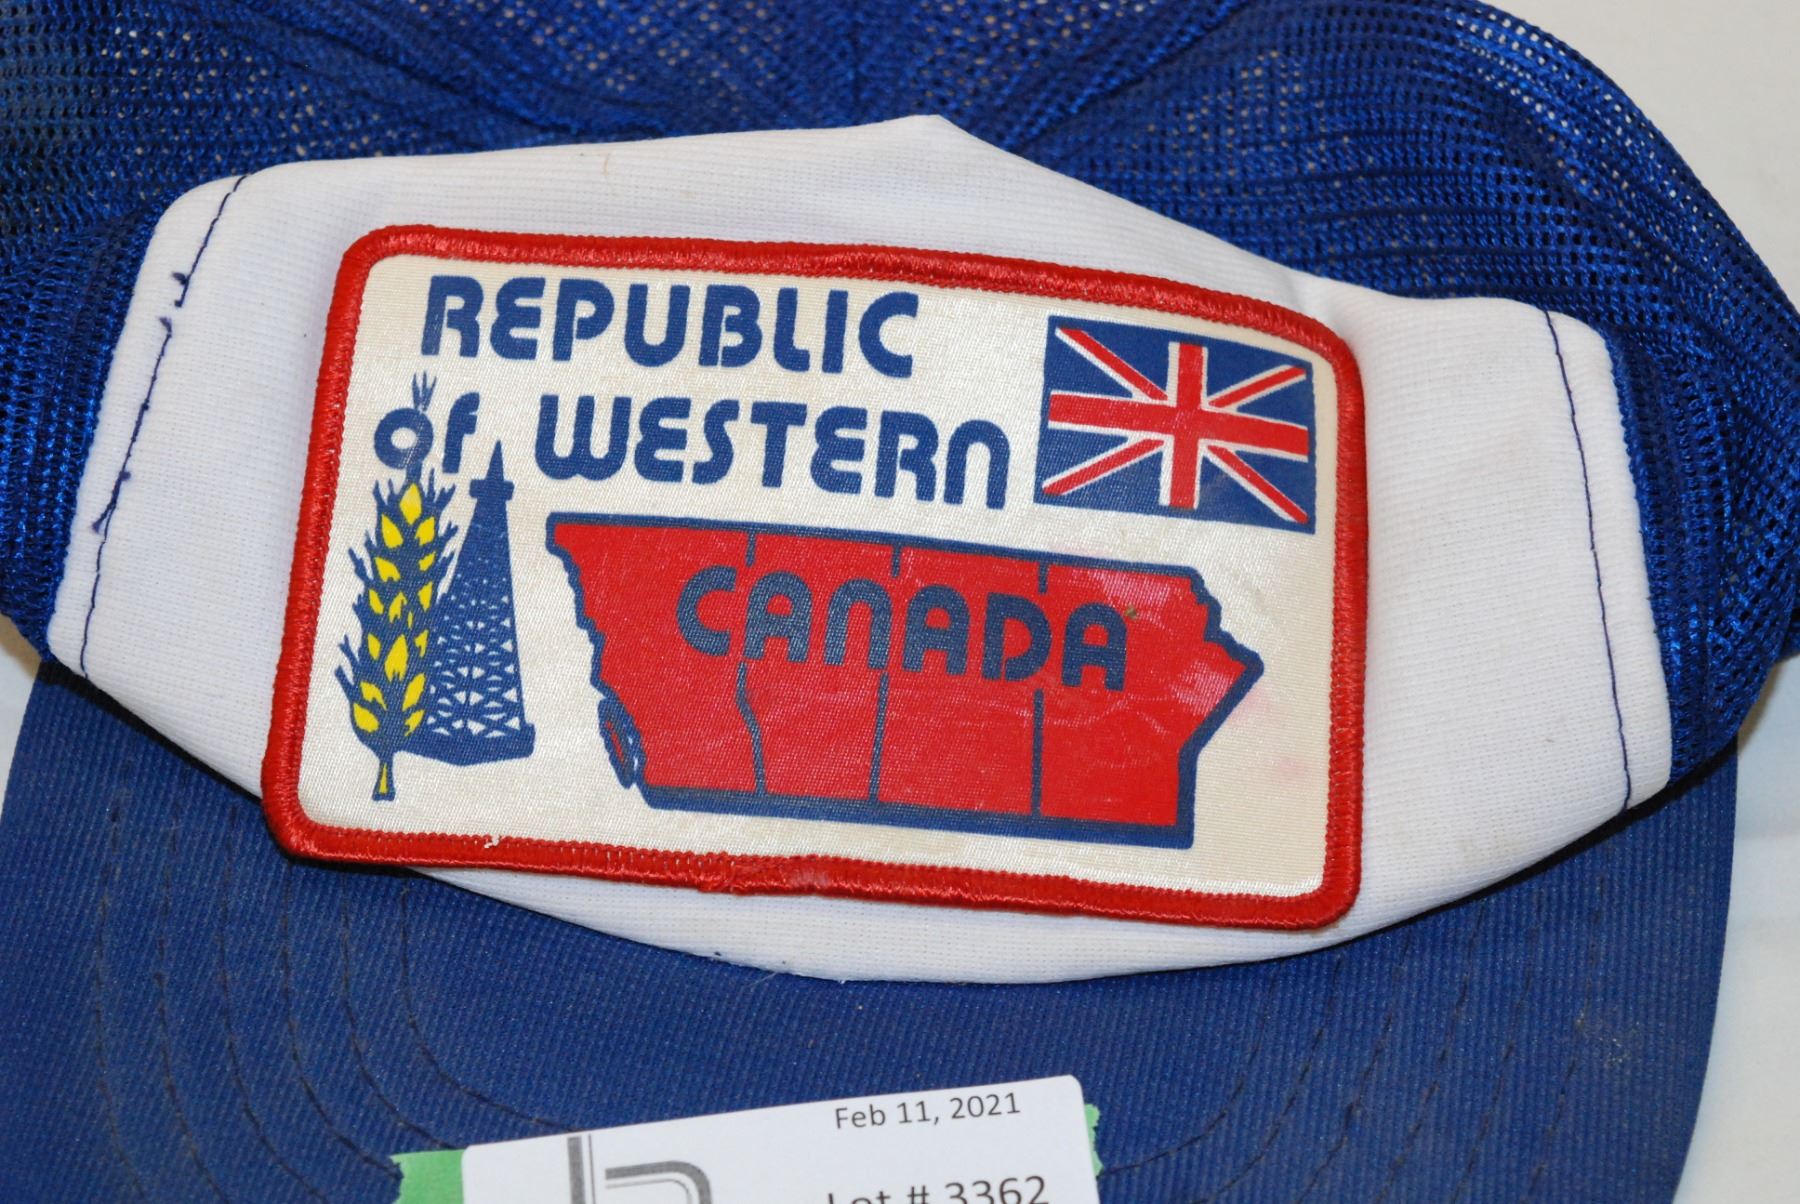 REPUBLIC
of WESTERN
CANADA
Feb 11, 2021
Lot # 3362